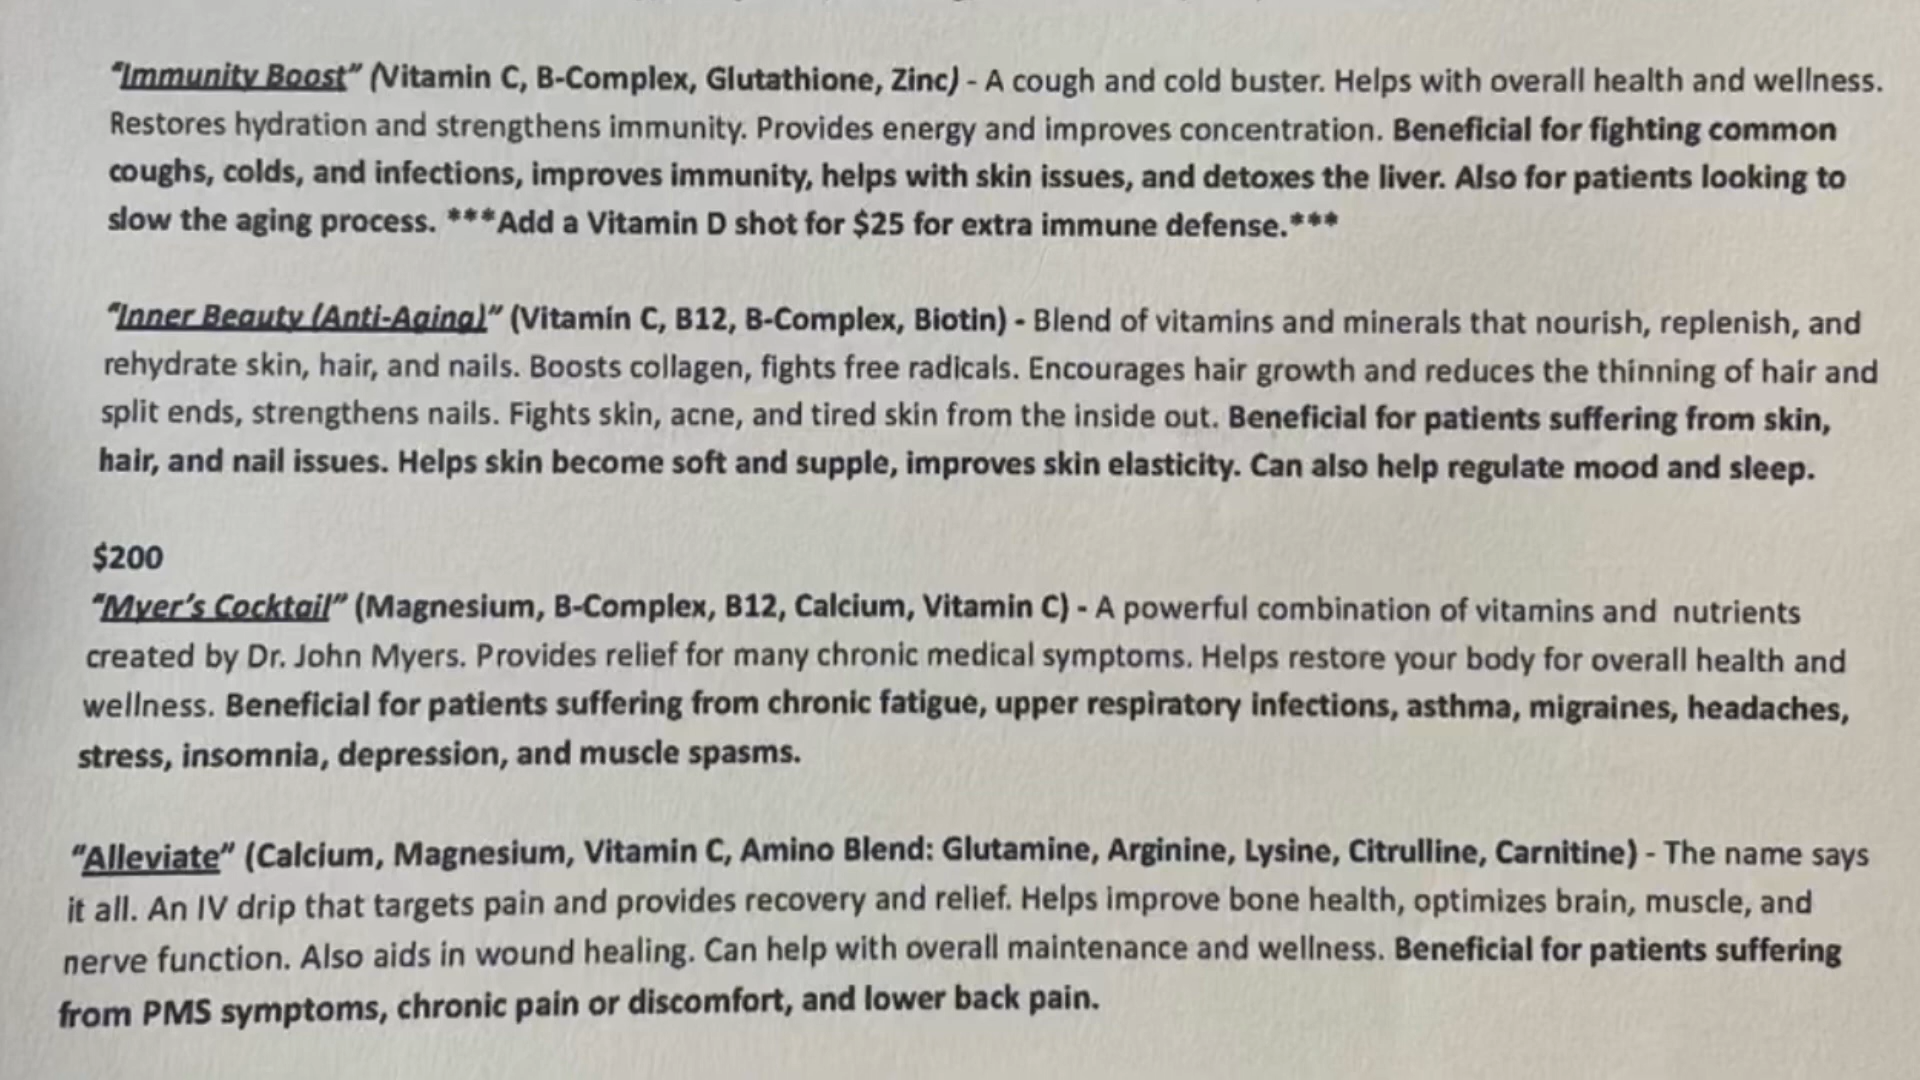 "Immunity Boost" (Vitamin C, B-Complex, Glutathione, Zinc) - A cough and cold buster. Helps with overall health and wellness.
Restores hydration and strengthens immunity. Provides energy and improves concentration. Beneficial for fighting common
coughs, colds, and infections, improves immunity, helps with skin issues, and detoxes the liver. Also for patients looking to
slow the aging process. ***Add a Vitamin D shot for $25 for extra immune defense.***
"Inner Beauty (Anti-Aging)" (Vitamin C, B12, B-Complex, Biotin) - Blend of vitamins and minerals that nourish, replenish, and
rehydrate skin, hair, and nails. Boosts collagen, fights free radicals. Encourages hair growth and reduces the thinning of hair and
split ends, strengthens nails. Fights skin, acne, and tired skin from the inside out. Beneficial for patients suffering from skin,
hair, and nail issues. Helps skin become soft and supple, improves skin elasticity. Can also help regulate mood and sleep.
$200
"Myer's Cocktail" (Magnesium, B-Complex, B12, Calcium, Vitamin C) - A powerful combination of vitamins and nutrients
created by Dr. John Myers. Provides relief for many chronic medical symptoms. Helps restore your body for overall health and
wellness. Beneficial for patients suffering from chronic fatigue, upper respiratory infections, asthma, migraines, headaches,
stress, insomnia, depression, and muscle spasms.
"Alleviate" (Calcium, Magnesium, Vitamin C, Amino Blend: Glutamine, Arginine, Lysine, Citrulline, Carnitine) - The name says
it all. An IV drip that targets pain and provides recovery and relief. Helps improve bone health, optimizes brain, muscle, and
nerve function. Also aids in wound healing. Can help with overall maintenance and wellness. Beneficial for patients suffering
from PMS symptoms, chronic pain or discomfort, and lower back pain.